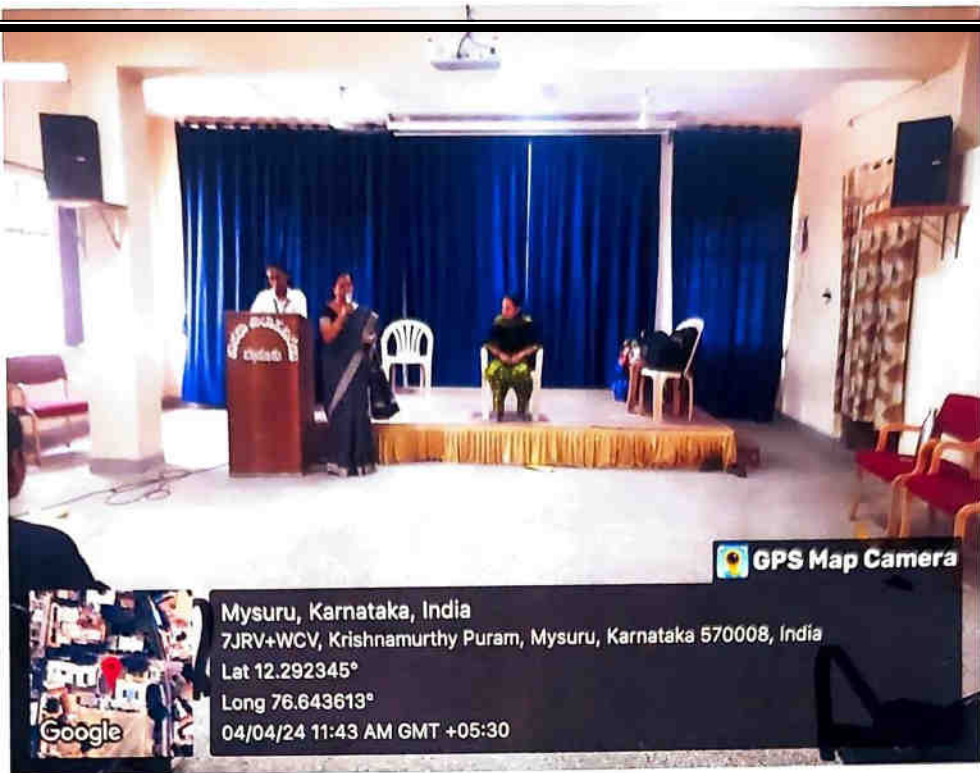 ಮೈಸೂರು
GPS Map Camera
Mysuru, Karnataka, India
7JRV+WCV, Krishnamurthy Puram, Mysuru, Karnataka 570008, India
Lat 12.292345°
Long 76.643613°
04/04/24 11:43 AM GMT +05:30
Google